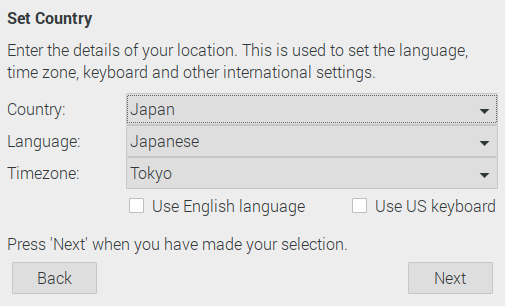 Set Country
Enter the details of your location. This is used to set the language,
time zone, keyboard and other international settings.
Country: Japan
Language: Japanese
Timezone: Tokyo
Use English language Use US keyboard
Press 'Next' when you have made your selection.
Back Next